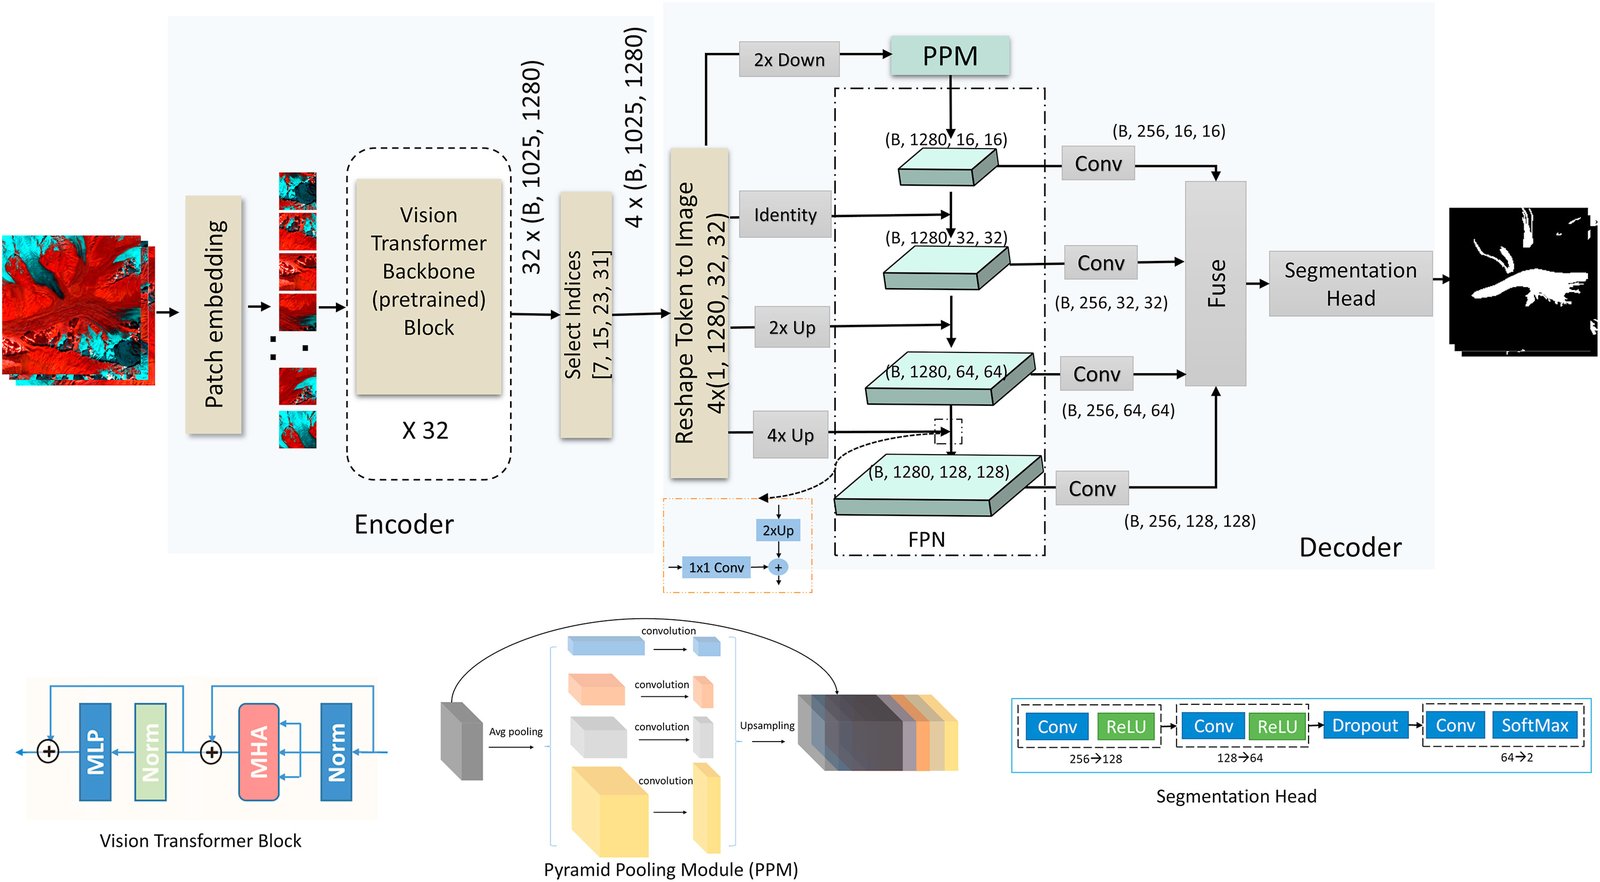 Patch embedding
Vision
Transformer
Backbone
(pretrained)
Block
X 32
Encoder
32 x (B, 1025, 1280)
Select Indices
[7, 15, 23, 31]
4 x (B, 1025, 1280)
Reshape Token to Image
4x(1, 1280, 32, 32)
2x Down
PPM
Identity
2x Up
4x Up
(B, 1280, 16, 16)
(B, 1280, 32, 32)
(B, 1280, 64, 64)
(B, 1280, 128, 128)
FPN
2xUp
1x1 Conv
+
Conv
(B, 256, 16, 16)
Conv
(B, 256, 32, 32)
Conv
(B, 256, 64, 64)
Conv
(B, 256, 128, 128)
Fuse
Segmentation
Head
Decoder
+
MLP
Norm
+
MHA
Norm
Vision Transformer Block
Avg pooling
convolution
convolution
convolution
convolution
Upsampling
Pyramid Pooling Module (PPM)
Conv
ReLU
256→128
Conv
ReLU
128→64
Dropout
Conv
SoftMax
64→2
Segmentation Head